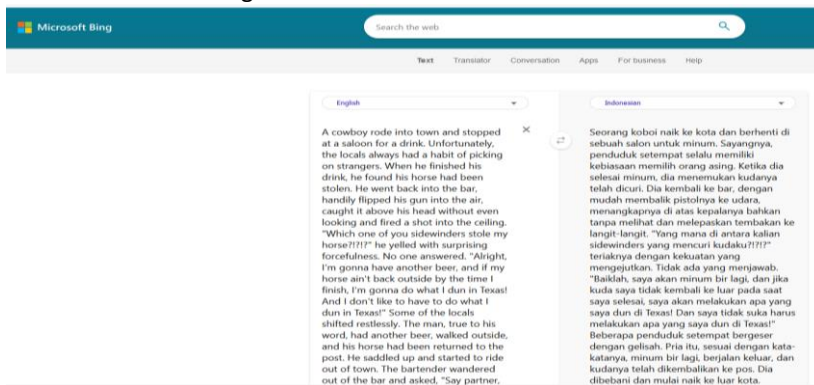 Microsoft Bing
Search the web
Text Translator Conversation Apps For business Help
English
A cowboy rode into town and stopped
at a saloon for a drink. Unfortunately,
the locals always had a habit of picking
on strangers. When he finished his
drink, he found his horse had been
stolen. He went back into the bar,
handily flipped his gun into the air,
caught it above his head without even
looking and fired a shot into the ceiling.
"Which one of you sidewinders stole my
horse?!?!?" he yelled with surprising
forcefulness. No one answered. "Alright,
I'm gonna have another beer, and if my
horse ain't back outside by the time I
finish, I'm gonna do what I dun in Texas!
And I don't like to have to do what I
dun in Texas!" Some of the locals
shifted restlessly. The man, true to his
word, had another beer, walked outside,
and his horse had been returned to the
post. He saddled up and started to ride
out of town. The bartender wandered
out of the bar and asked, "Say partner,
Indonesian
Seorang koboi naik ke kota dan berhenti di
sebuah salon untuk minum. Sayangnya,
penduduk setempat selalu memiliki
kebiasaan memilih orang asing. Ketika dia
selesai minum, dia menemukan kudanya
telah dicuri. Dia kembali ke bar, dengan
mudah membalik pistolnya ke udara,
menangkapnya di atas kepalanya bahkan
tanpa melihat dan melepaskan tembakan ke
langit-langit. "Yang mana di antara kalian
sidewinders yang mencuri kudaku?!?!?"
teriaknya dengan kekuatan yang
mengejutkan. Tidak ada yang menjawab.
"Baiklah, saya akan minum bir lagi, dan jika
kuda saya tidak kembali ke luar pada saat
saya selesai, saya akan melakukan apa yang
saya dun di Texas! Dan saya tidak suka harus
melakukan apa yang saya dun di Texas!"
Beberapa penduduk setempat bergeser
dengan gelisah. Pria itu, sesuai dengan kata-
katanya, minum bir lagi, berjalan keluar, dan
kudanya telah dikembalikan ke pos. Dia
dibebani dan mulai naik ke luar kota.